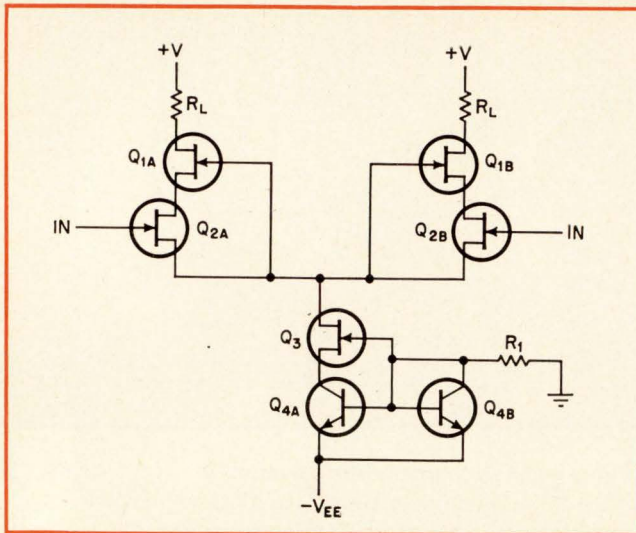 +V
+V
R_L
R_L
Q_1A
Q_1B
Q_2A
Q_2B
IN
IN
Q_3
R_1
Q_4A
Q_4B
-V_EE